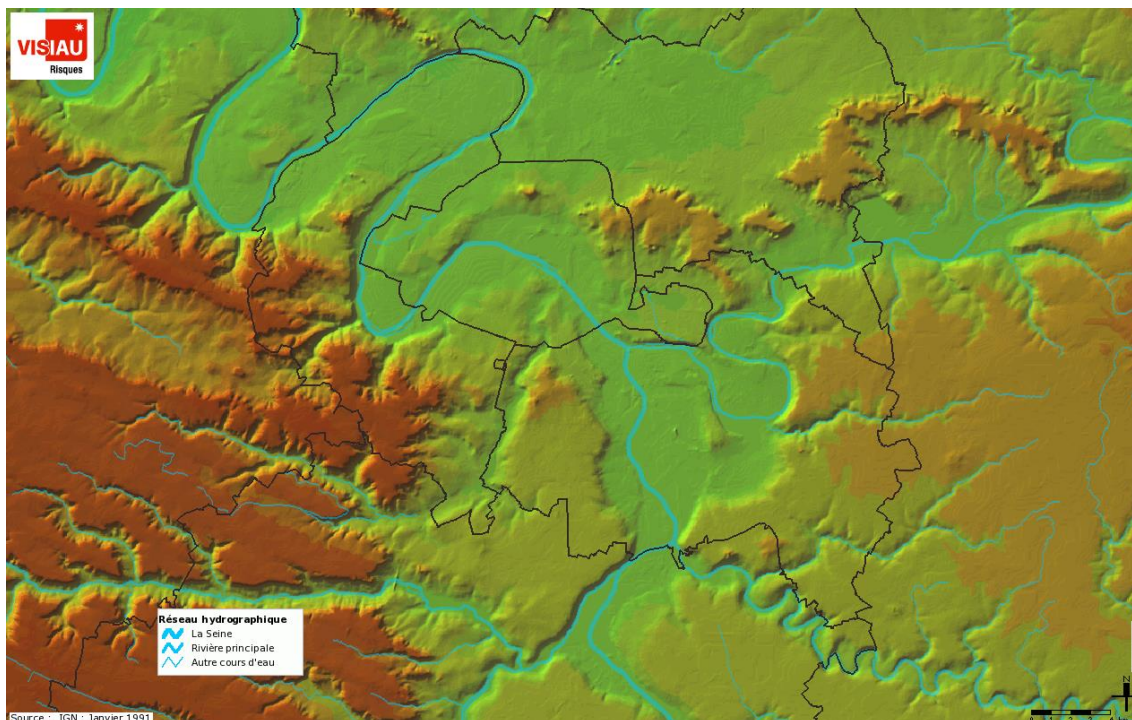 VISIAU
Risques
Réseau hydrographique
La Seine
Rivière principale
Autre cours d'eau
Source : IGN : Janvier 1991
N